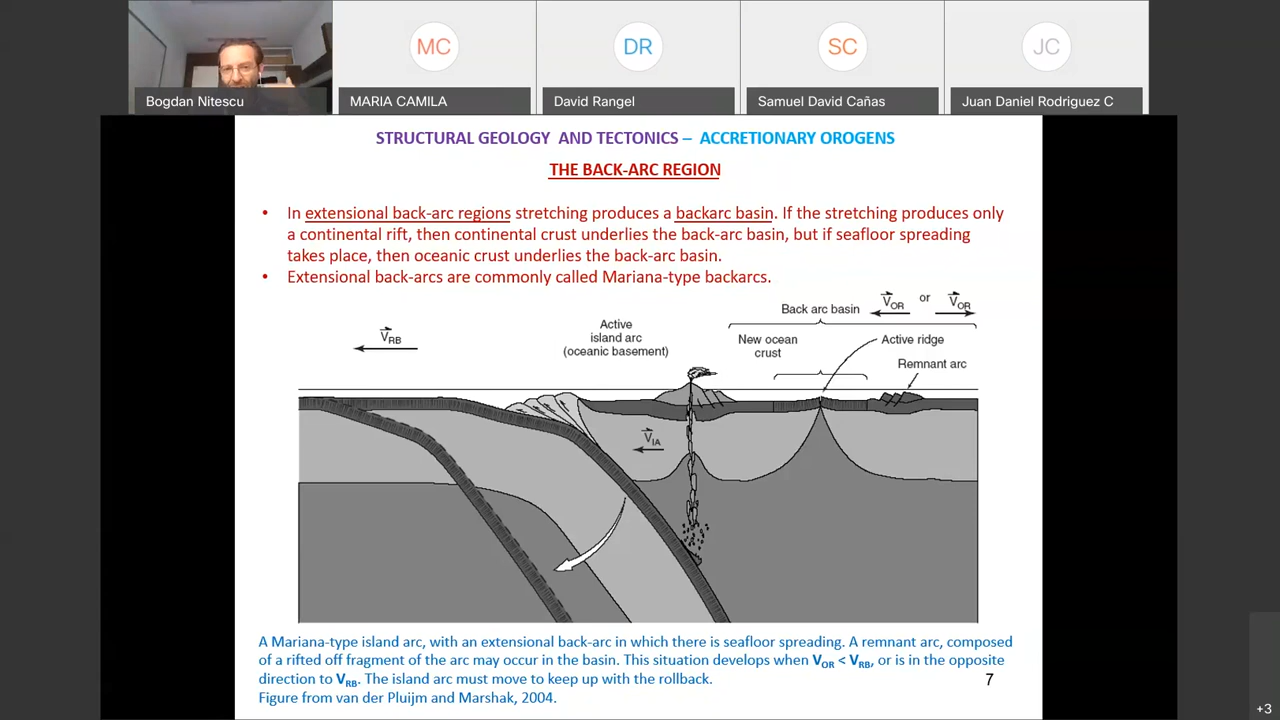 MC
DR
SC
JC
Bogdan Nitescu
MARIA CAMILA
David Rangel
Samuel David Cañas
Juan Daniel Rodriguez C
STRUCTURAL GEOLOGY AND TECTONICS – ACCRETIONARY OROGENS
THE BACK-ARC REGION
• In extensional back-arc regions stretching produces a backarc basin. If the stretching produces only
a continental rift, then continental crust underlies the back-arc basin, but if seafloor spreading
takes place, then oceanic crust underlies the back-arc basin.
• Extensional back-arcs are commonly called Mariana-type backarcs.
VOR or VOR
Back arc basin
VRB
Active
island arc
(oceanic basement)
New ocean
crust
Active ridge
Remnant arc
VIA
A Mariana-type island arc, with an extensional back-arc in which there is seafloor spreading. A remnant arc, composed
of a rifted off fragment of the arc may occur in the basin. This situation develops when VOR < VRB, or is in the opposite
direction to VRB. The island arc must move to keep up with the rollback.
Figure from van der Pluijm and Marshak, 2004.
7
+3